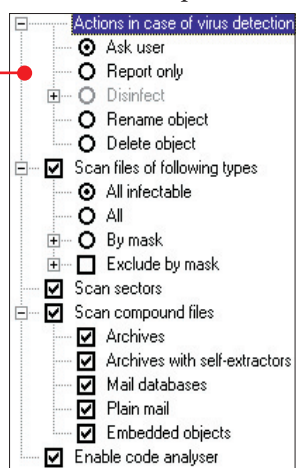 Actions in case of virus detection
Ask user
Report only
Disinfect
Rename object
Delete object
Scan files of following types
All infectable
All
By mask
Exclude by mask
Scan sectors
Scan compound files
Archives
Archives with self-extractors
Mail databases
Plain mail
Embedded objects
Enable code analyser